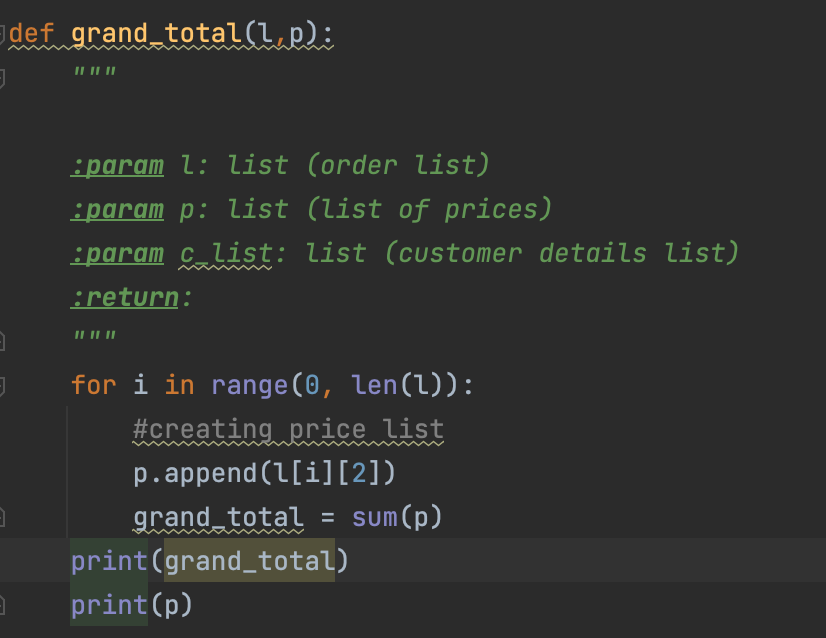 def grand_total(l,p):
"""
:param l: list (order list)
:param p: list (list of prices)
:param c_list: list (customer details list)
:return:
"""
for i in range(0, len(l)):
#creating price list
p.append(l[i][2])
grand_total = sum(p)
print(grand_total)
print(p)